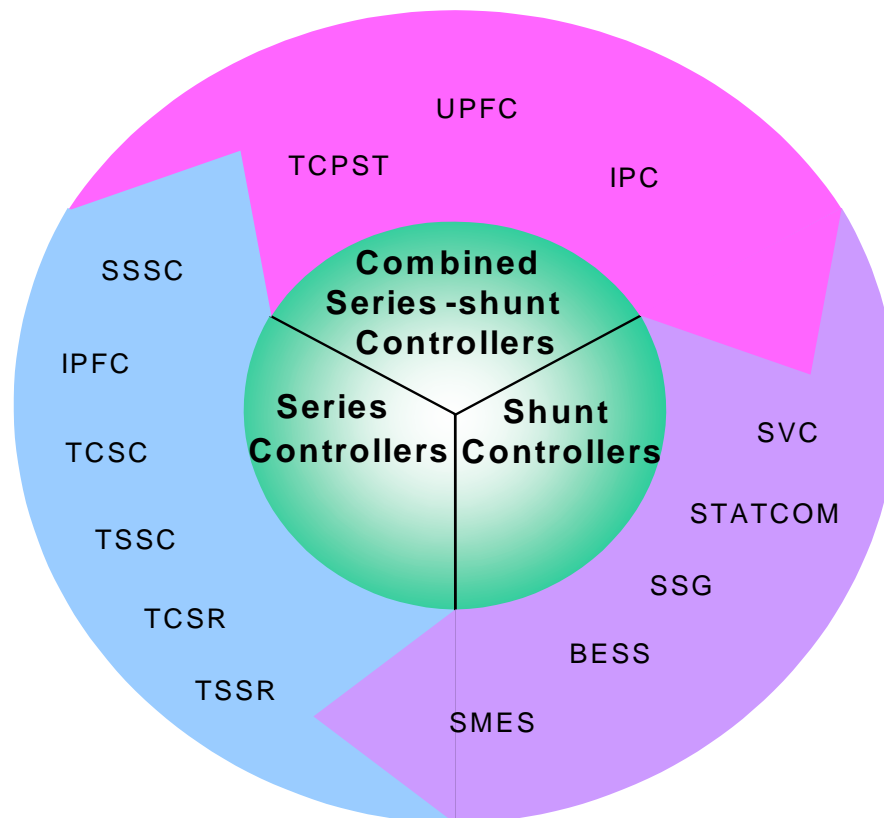 UPFC
TCPST
IPC
Combined
Series-shunt
Controllers
SSSC
IPFC
TCSC
TSSC
TCSR
TSSR
Series
Controllers
Shunt
Controllers
SVC
STATCOM
SSG
BESS
SMES